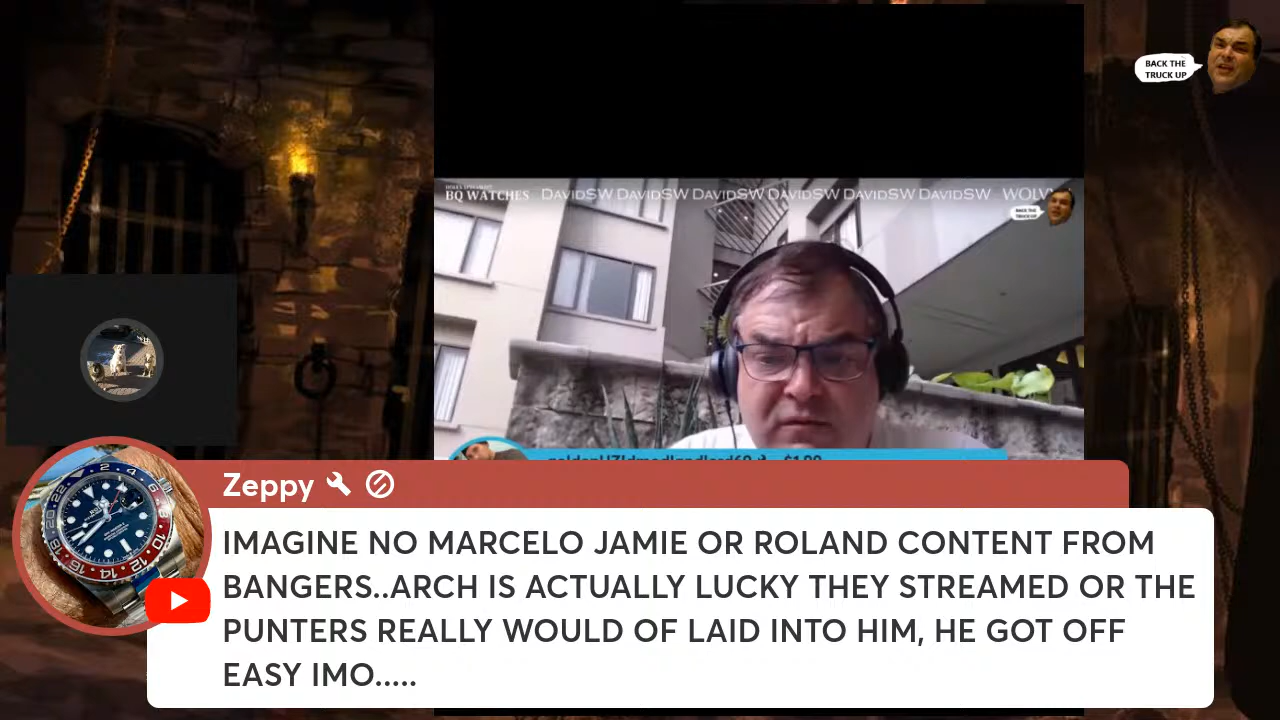 BACK THE
TRUCK UP
BQ WATCHES DAVIDSW DAVIDSW DAVIDSW DAVIDSW DAVIDSW DAVIDSW
BACK THE
TRUCK UP
Zeppy
IMAGINE NO MARCELO JAMIE OR ROLAND CONTENT FROM
BANGERS..ARCH IS ACTUALLY LUCKY THEY STREAMED OR THE
PUNTERS REALLY WOULD OF LAID INTO HIM, HE GOT OFF
EASY IMO.....